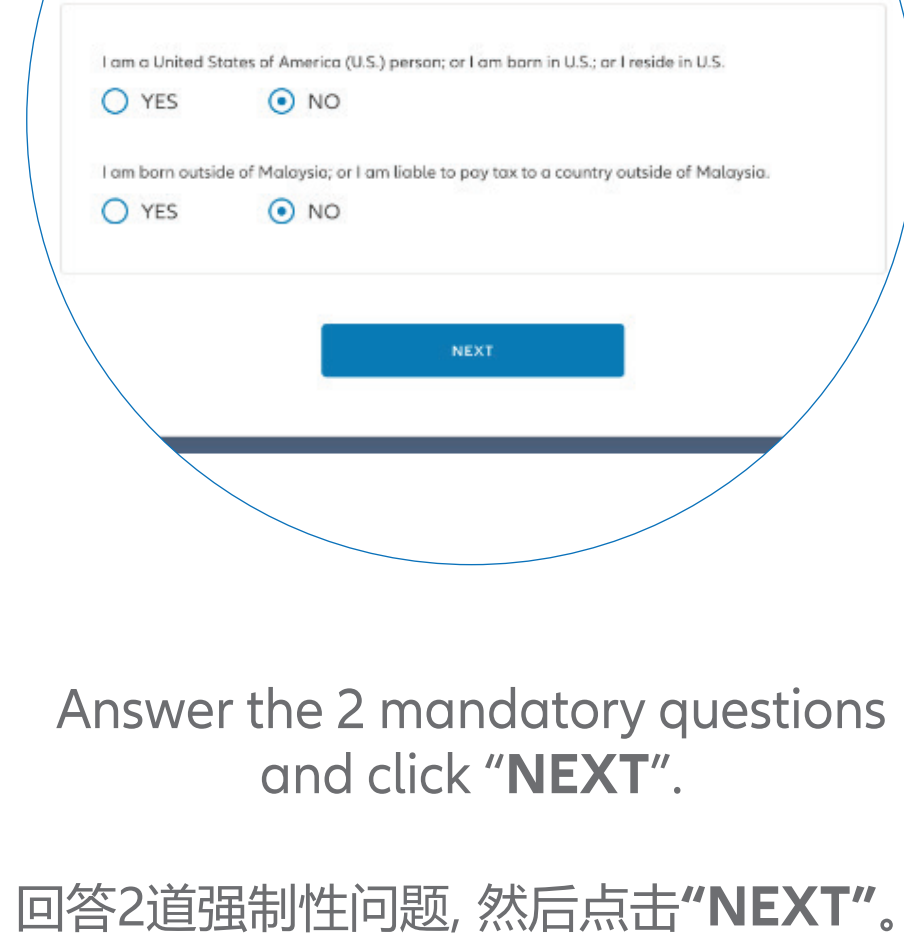 I am a United States of America (U.S.) person; or I am born in U.S.; or I reside in U.S.
YES NO
I am born outside of Malaysia; or I am liable to pay tax to a country outside of Malaysia.
YES NO
NEXT
Answer the 2 mandatory questions
and click “NEXT”.
回答2道强制性问题, 然后点击“NEXT”。